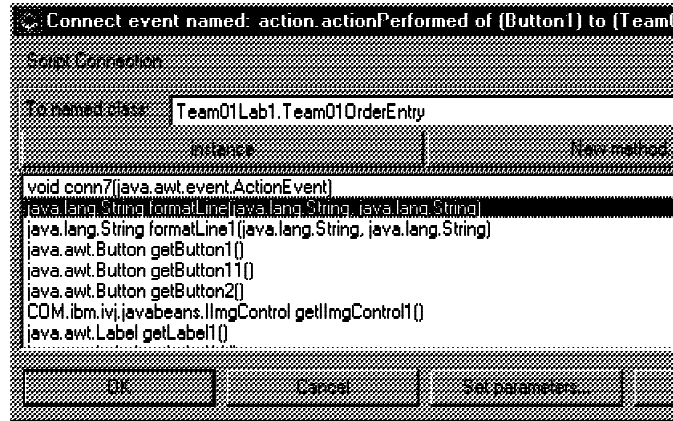 Connect event named: action.actionPerformed of (Button1) to (Team
Script Connection
To named class: Team01Lab1.Team01OrderEntry
instance New method
void conn7(java.awt.event.ActionEvent)
java.lang.String formatLine(java.lang.String, java.lang.String)
java.lang.String formatLine1(java.lang.String, java.lang.String)
java.awt.Button getButton1()
java.awt.Button getButton11()
java.awt.Button getButton2()
COM.ibm.ivj.javabeans.IImgControl getIImgControl1()
java.awt.Label getLabel1()
OK Cancel Set parameters...